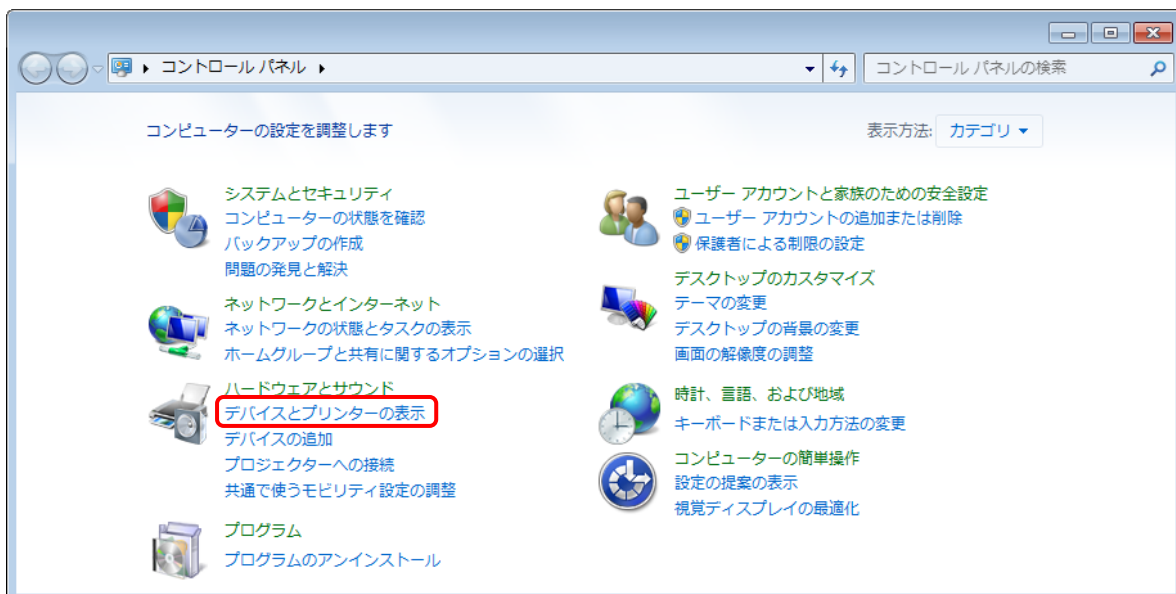 コントロール パネル
コントロール パネルの検索
コンピューターの設定を調整します
表示方法: カテゴリ
システムとセキュリティ
コンピューターの状態を確認
バックアップの作成
問題の発見と解決
ネットワークとインターネット
ネットワークの状態とタスクの表示
ホームグループと共有に関するオプションの選択
ハードウェアとサウンド
デバイスとプリンターの表示
デバイスの追加
プロジェクターへの接続
共通で使うモビリティ設定の調整
プログラム
プログラムのアンインストール
ユーザー アカウントと家族のための安全設定
ユーザー アカウントの追加または削除
保護者による制限の設定
デスクトップのカスタマイズ
テーマの変更
デスクトップの背景の変更
画面の解像度の調整
時計、言語、および地域
キーボードまたは入力方法の変更
コンピューターの簡単操作
設定の提案の表示
視覚ディスプレイの最適化